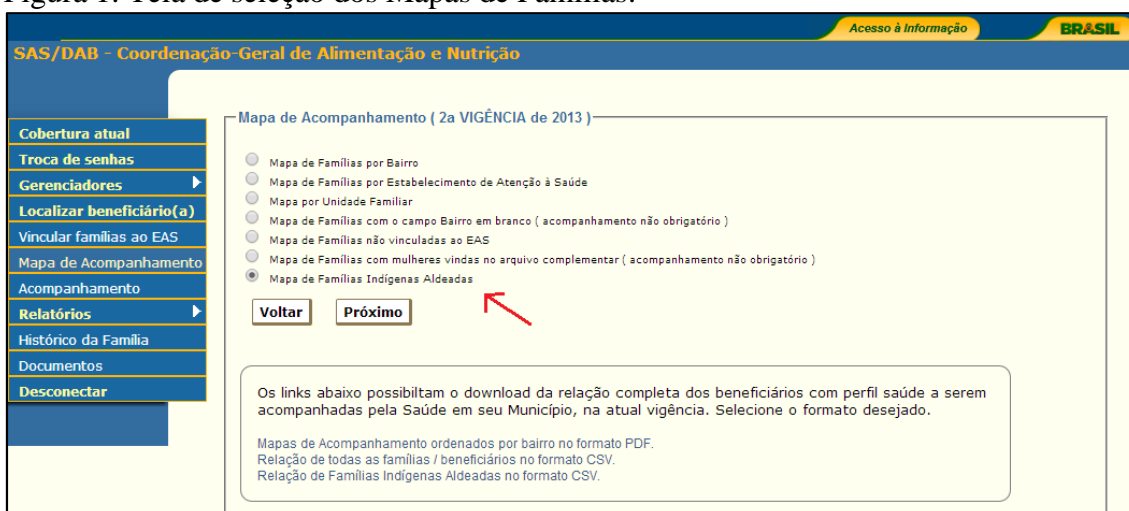 Figura 1: Tela de seleção dos Mapas de Famílias.
Acesso à Informação
BRASIL
SAS/DAB - Coordenação-Geral de Alimentação e Nutrição
Cobertura atual
Troca de senhas
Gerenciadores
Localizar beneficiário(a)
Vincular famílias ao EAS
Mapa de Acompanhamento
Acompanhamento
Relatórios
Histórico da Família
Documentos
Desconectar
Mapa de Acompanhamento ( 2a VIGÊNCIA de 2013 )
Mapa de Famílias por Bairro
Mapa de Famílias por Estabelecimento de Atenção à Saúde
Mapa por Unidade Familiar
Mapa de Famílias com o campo Bairro em branco ( acompanhamento não obrigatório )
Mapa de Famílias não vinculadas ao EAS
Mapa de Famílias com mulheres vindas no arquivo complementar ( acompanhamento não obrigatório )
Mapa de Famílias Indígenas Aldeadas
Voltar Próximo
Os links abaixo possibiltam o download da relação completa dos beneficiários com perfil saúde a serem
acompanhadas pela Saúde em seu Município, na atual vigência. Selecione o formato desejado.
Mapas de Acompanhamento ordenados por bairro no formato PDF.
Relação de todas as famílias / beneficiários no formato CSV.
Relação de Famílias Indígenas Aldeadas no formato CSV.